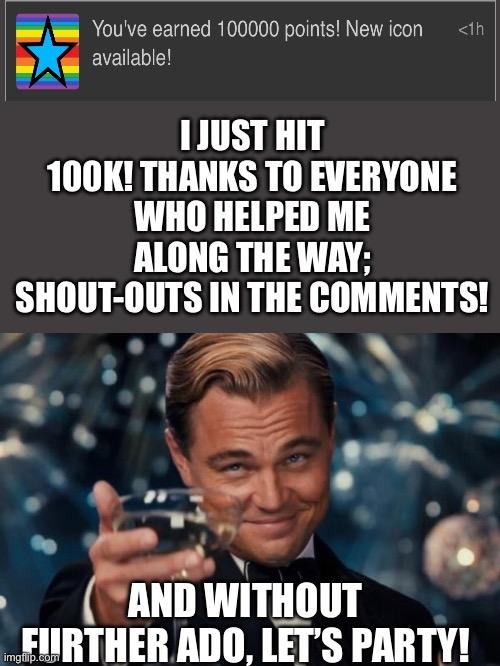 You've earned 100000 points! New icon <1h
available!
I JUST HIT
100K! THANKS TO EVERYONE
WHO HELPED ME
ALONG THE WAY;
SHOUT-OUTS IN THE COMMENTS!
AND WITHOUT
FURTHER ADO, LET'S PARTY!
imgflip.com